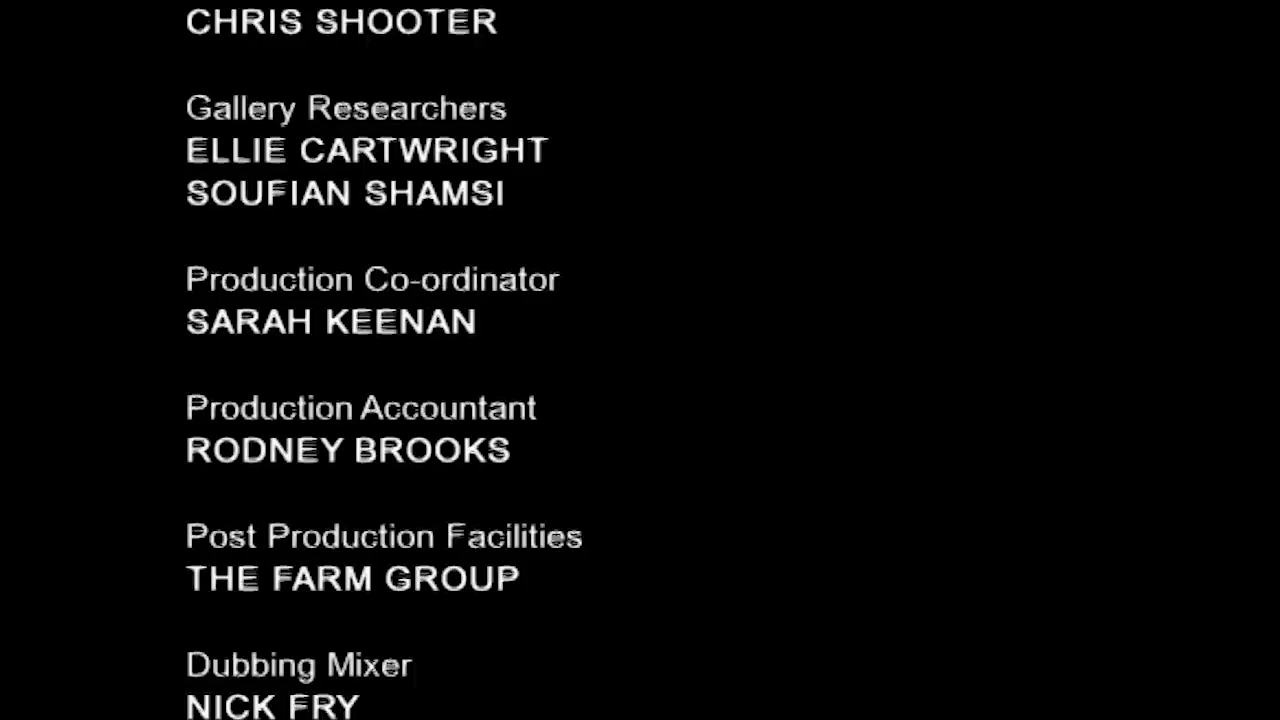 CHRIS SHOOTER
Gallery Researchers
ELLIE CARTWRIGHT
SOUFIAN SHAMSI
Production Co-ordinator
SARAH KEENAN
Production Accountant
RODNEY BROOKS
Post Production Facilities
THE FARM GROUP
Dubbing Mixer
NICK FRY